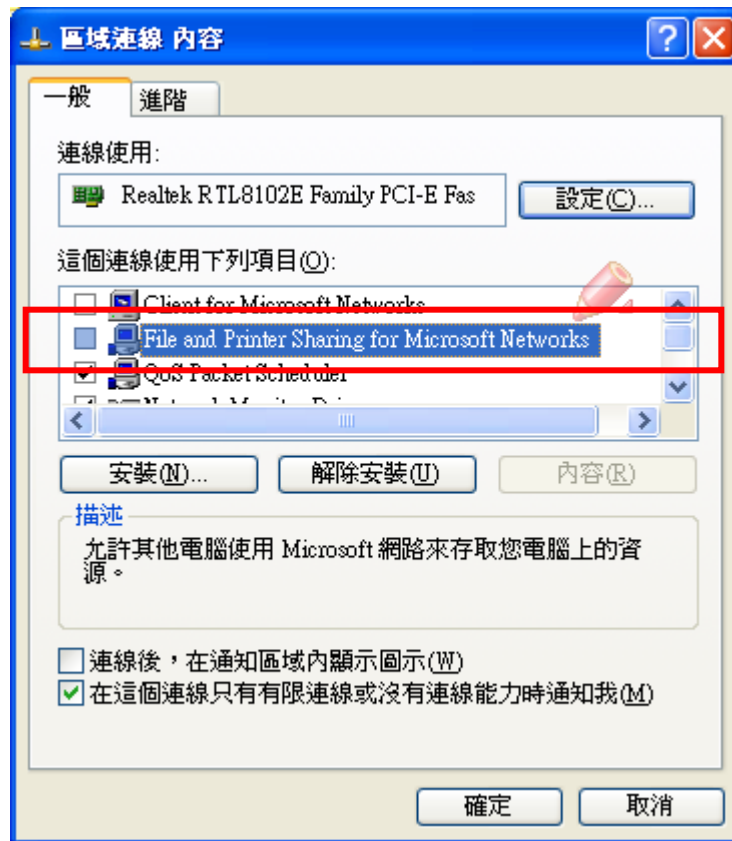 區域連線 內容
一般 進階
連線使用:
Realtek RTL8102E Family PCI-E Fas 設定(C)...
這個連線使用下列項目(O):
Client for Microsoft Networks
File and Printer Sharing for Microsoft Networks
QoS Packet Scheduler
Network Monitor Driver
安裝(N)... 解除安裝(U) 內容(R)
描述
允許其他電腦使用 Microsoft 網路來存取您電腦上的資
源。
連線後，在通知區域內顯示圖示(W)
在這個連線只有有限連線或沒有連線能力時通知我(M)
確定 取消